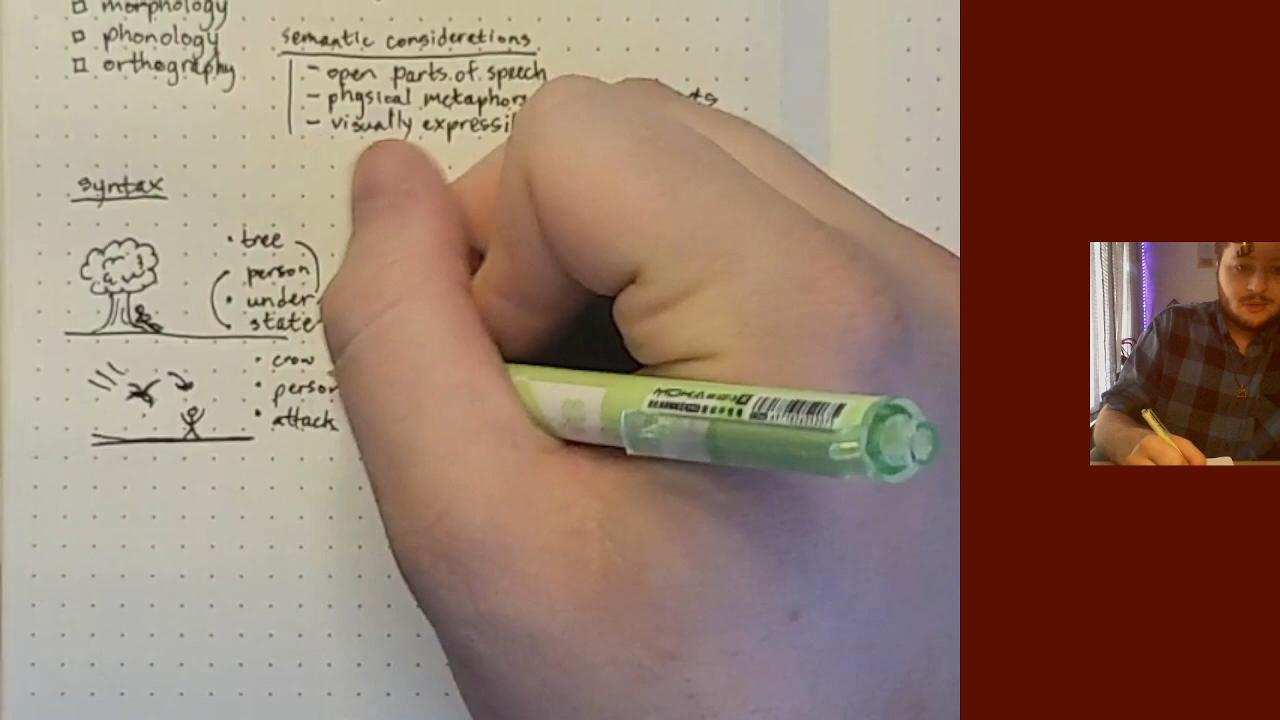 morphology
phonology
orthography
semantic consideretions
- open parts of speech
- physical metaphor
- visually expressi
syntax
• tree
person
• under
state
• crow
• person
• attack